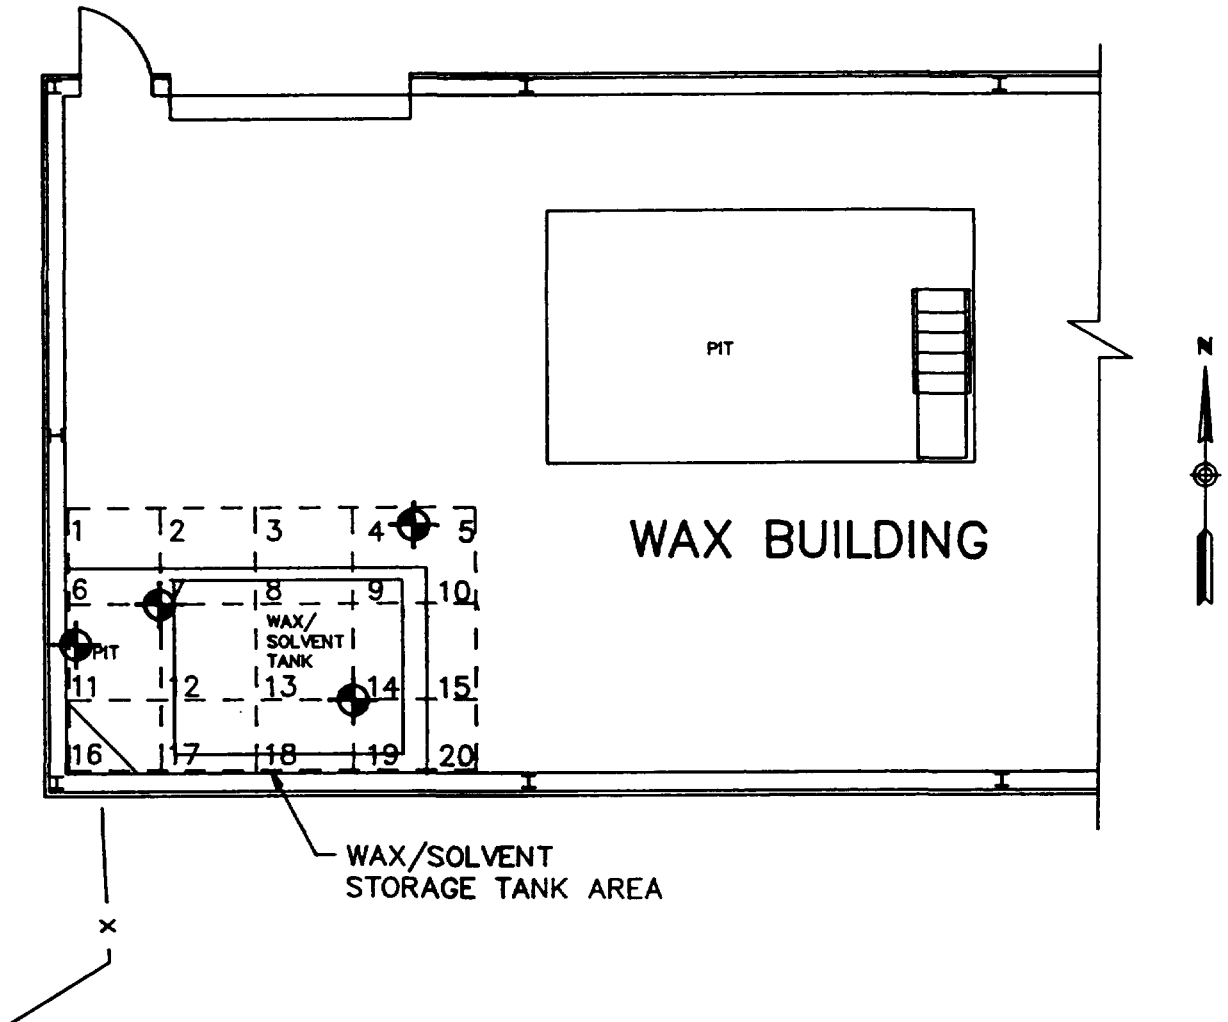 N
PIT
WAX BUILDING
1 2 3 4 5
6 7 8 9 10
WAX/
SOLVENT
TANK
PIT
11 12 13 14 15
16 17 18 19 20
WAX/SOLVENT
STORAGE TANK AREA
X